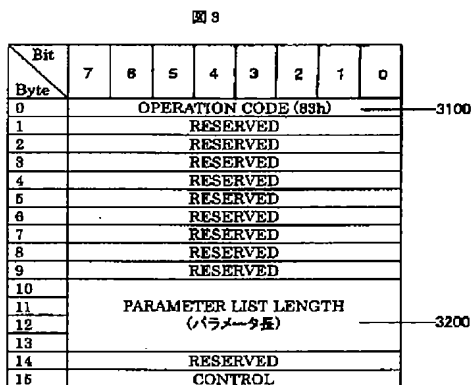 図 3
Bit
Byte 7 6 5 4 3 2 1 0
0 OPERATION CODE (83h) 3100
1 RESERVED
2 RESERVED
3 RESERVED
4 RESERVED
5 RESERVED
6 RESERVED
7 RESERVED
8 RESERVED
9 RESERVED
10
11 PARAMETER LIST LENGTH
12 (パラメータ長) 3200
13
14 RESERVED
15 CONTROL